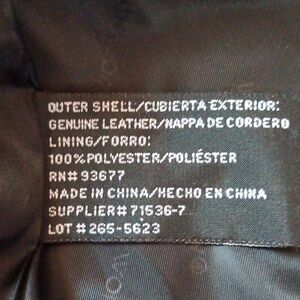 OUTER SHELL/CUBIERTA EXTERIOR:
GENUINE LEATHER/NAPPA DE CORDERO
LINING/FORRO:
100% POLYESTER/POLIÉSTER
RN# 93677
MADE IN CHINA/HECHO EN CHINA
SUPPLIER# 71536-7
LOT # 265-5623